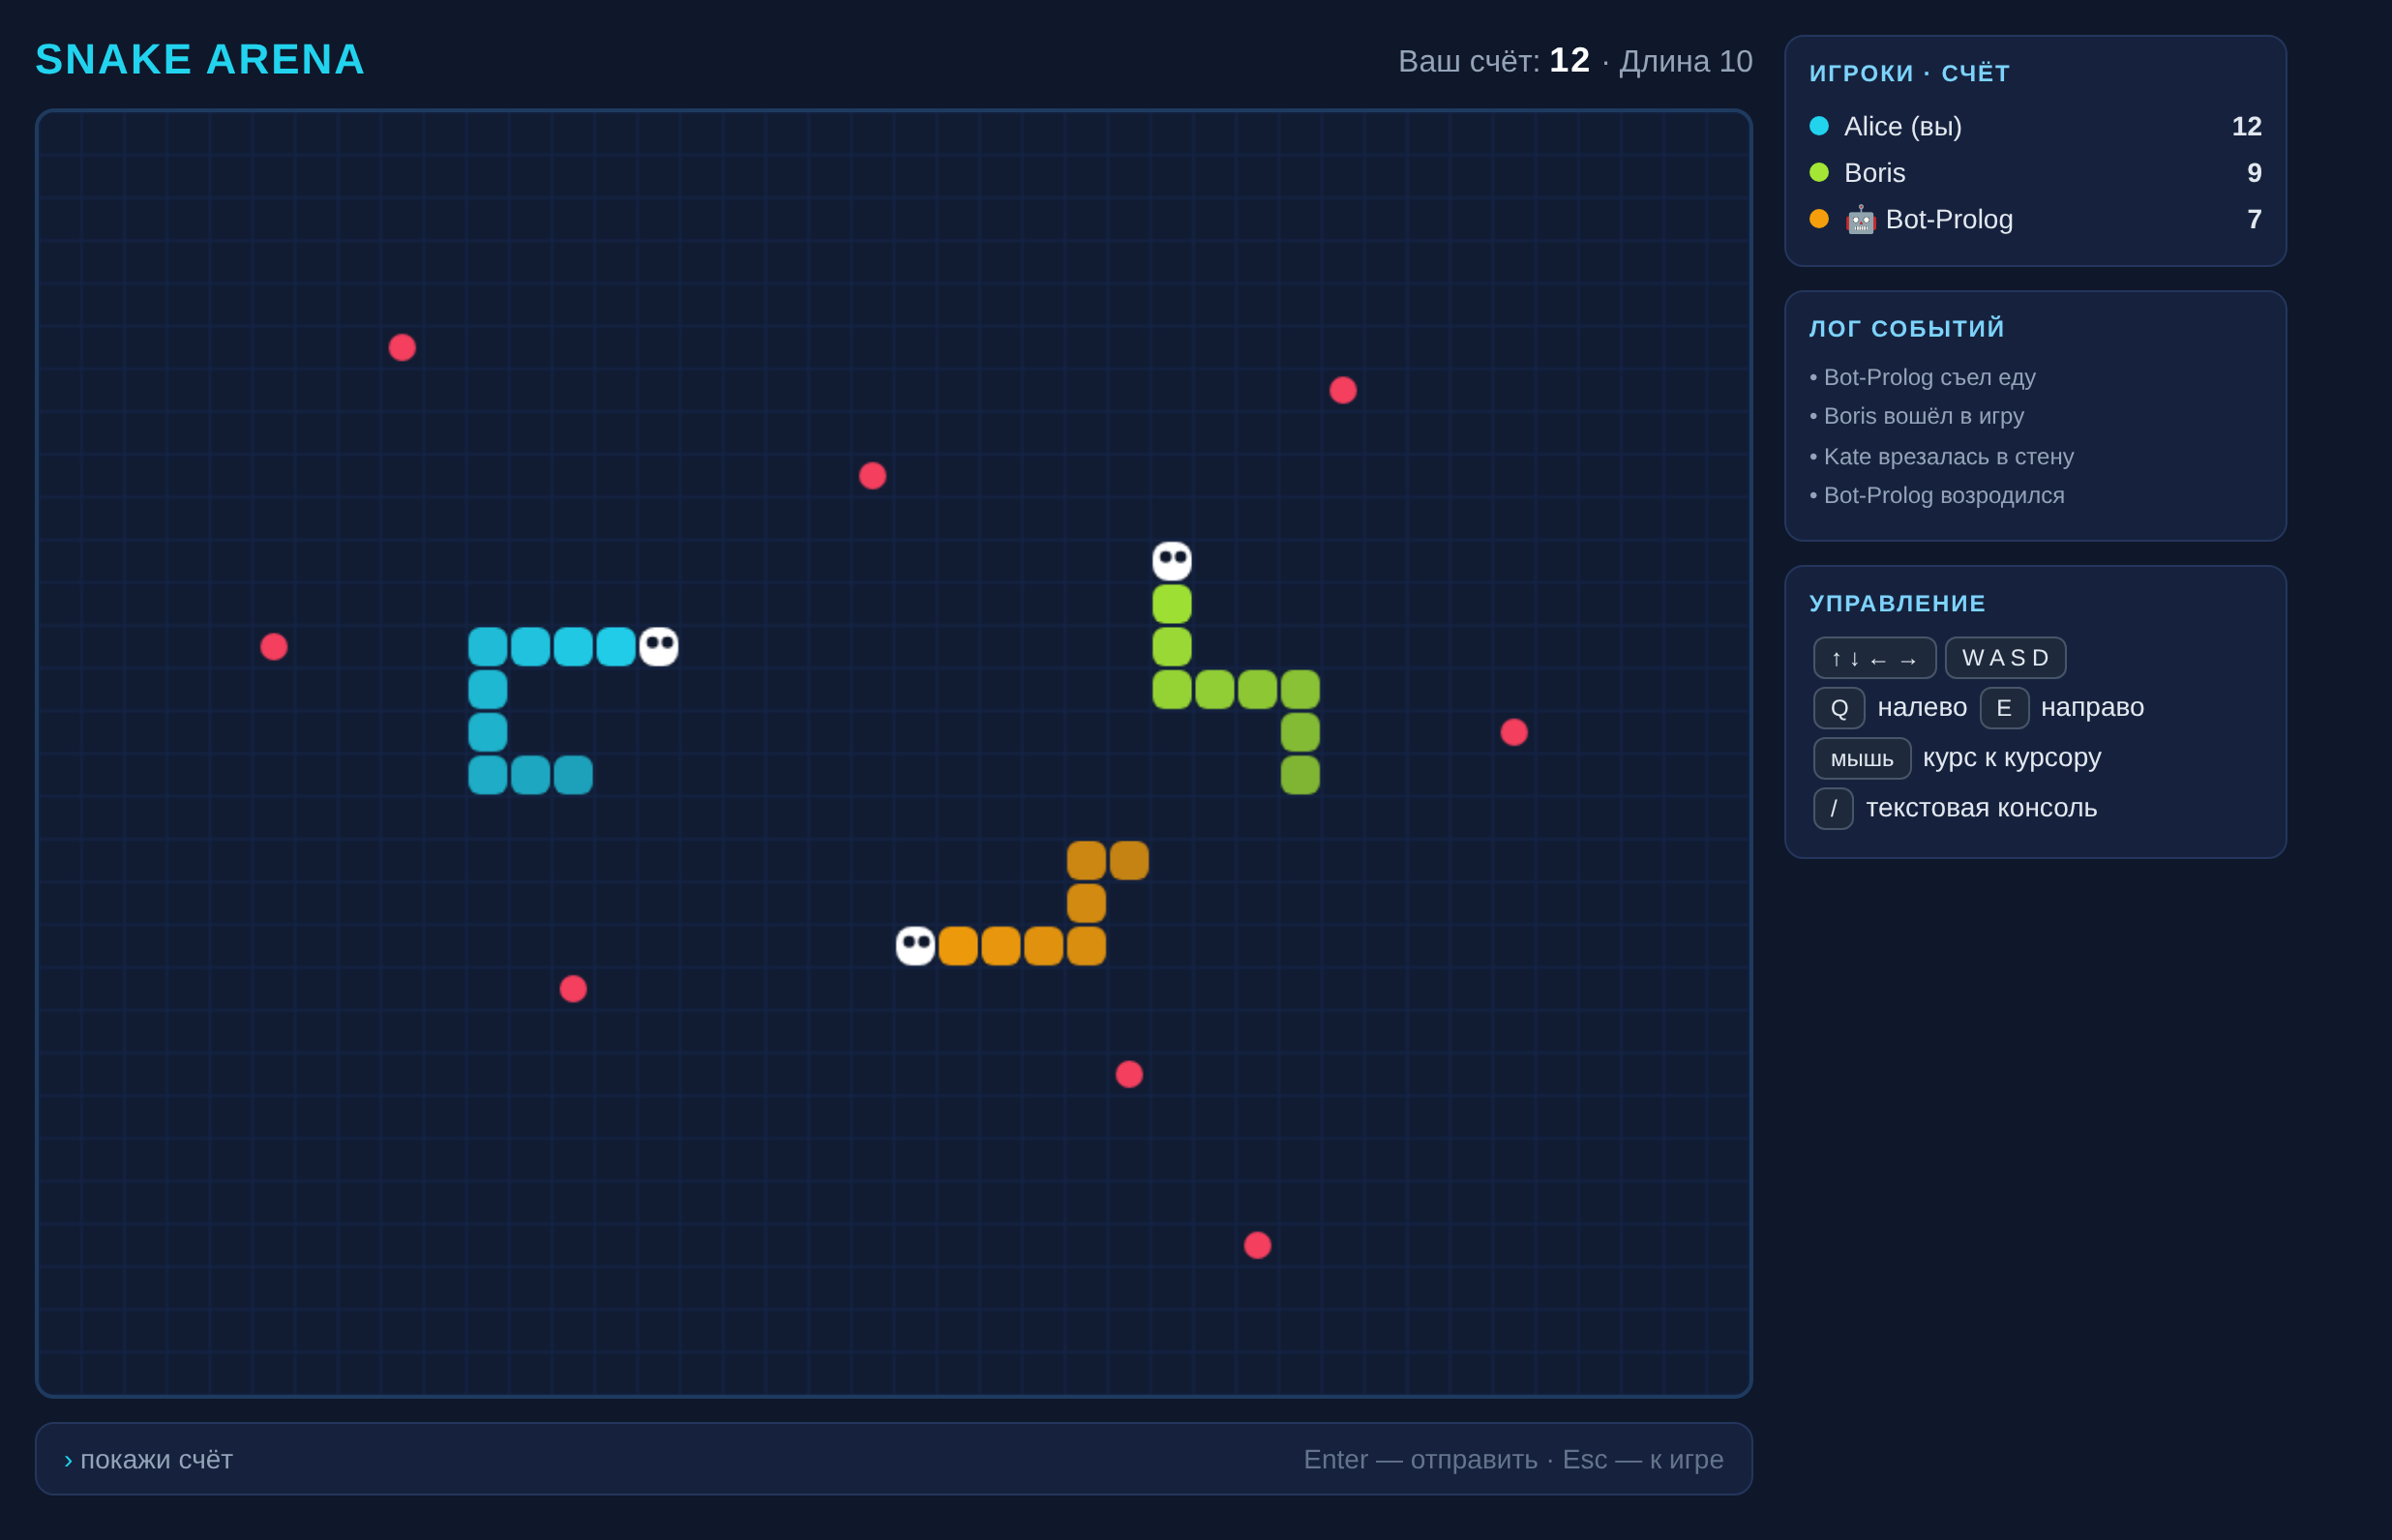 SNAKE ARENA
Ваш счёт: 12 · Длина 10
ИГРОКИ · СЧЁТ
Alice (вы) 12
Boris 9
🤖 Bot-Prolog 7
ЛОГ СОБЫТИЙ
• Bot-Prolog съел еду
• Boris вошёл в игру
• Kate врезалась в стену
• Bot-Prolog возродился
УПРАВЛЕНИЕ
↑ ↓ ← → W A S D
Q налево E направо
мышь курс к курсору
/ текстовая консоль
› покажи счёт
Enter — отправить · Esc — к игре